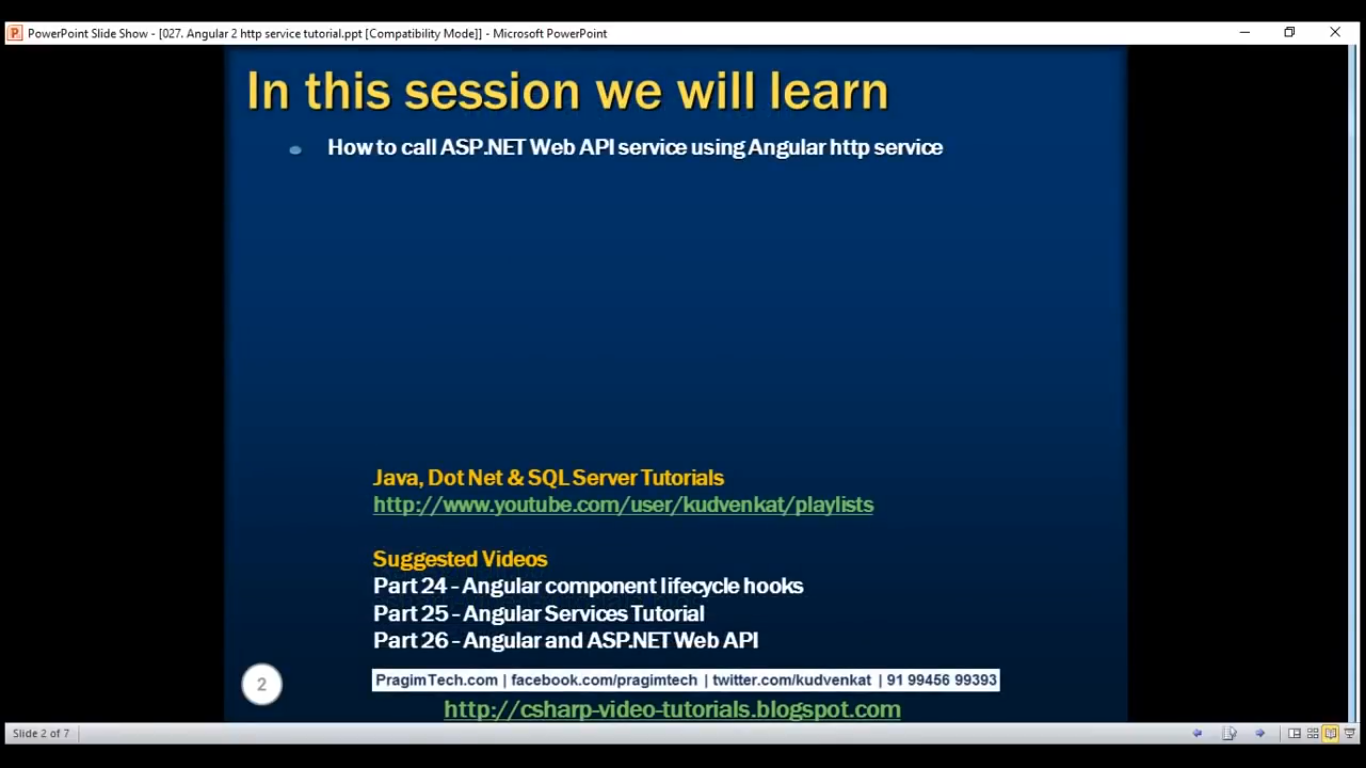 PowerPoint Slide Show - [027. Angular 2 http service tutorial.ppt [Compatibility Mode]] - Microsoft PowerPoint
In this session we will learn
How to call ASP.NET Web API service using Angular http service
Java, Dot Net & SQL Server Tutorials
http://www.youtube.com/user/kudvenkat/playlists
Suggested Videos
Part 24 - Angular component lifecycle hooks
Part 25 - Angular Services Tutorial
Part 26 - Angular and ASP.NET Web API
2
PragimTech.com | facebook.com/pragimtech | twitter.com/kudvenkat | 91 99456 99393
http://csharp-video-tutorials.blogspot.com
Slide 2 of 7